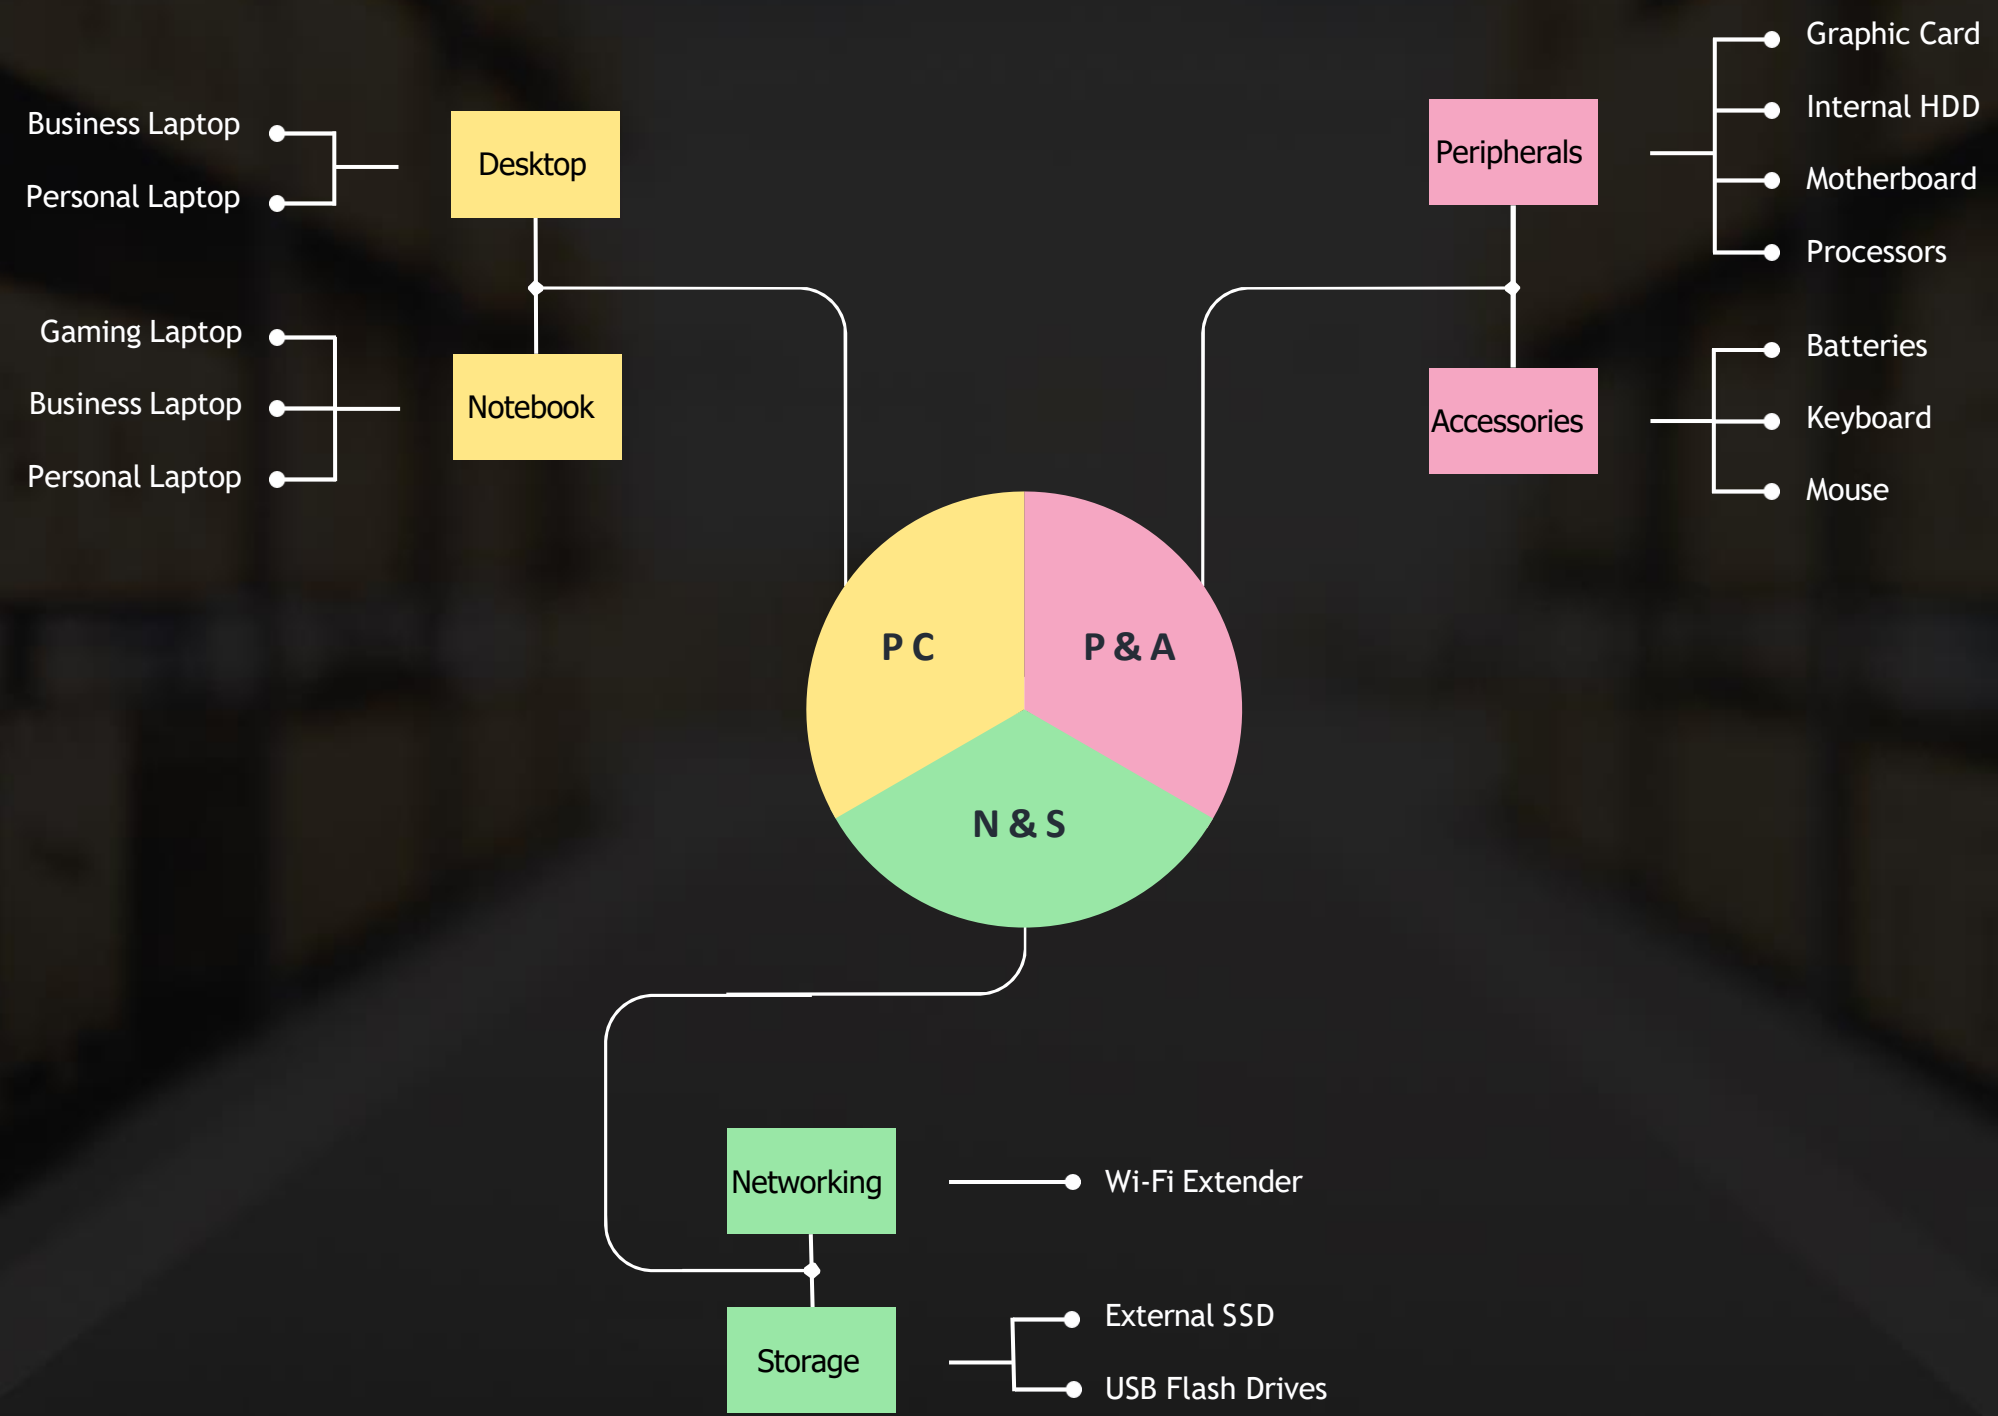 Desktop
Business Laptop
Personal Laptop
Notebook
Gaming Laptop
Business Laptop
Personal Laptop
Peripherals
Graphic Card
Internal HDD
Motherboard
Processors
Accessories
Batteries
Keyboard
Mouse
P C
P & A
N & S
Networking
Wi-Fi Extender
Storage
External SSD
USB Flash Drives